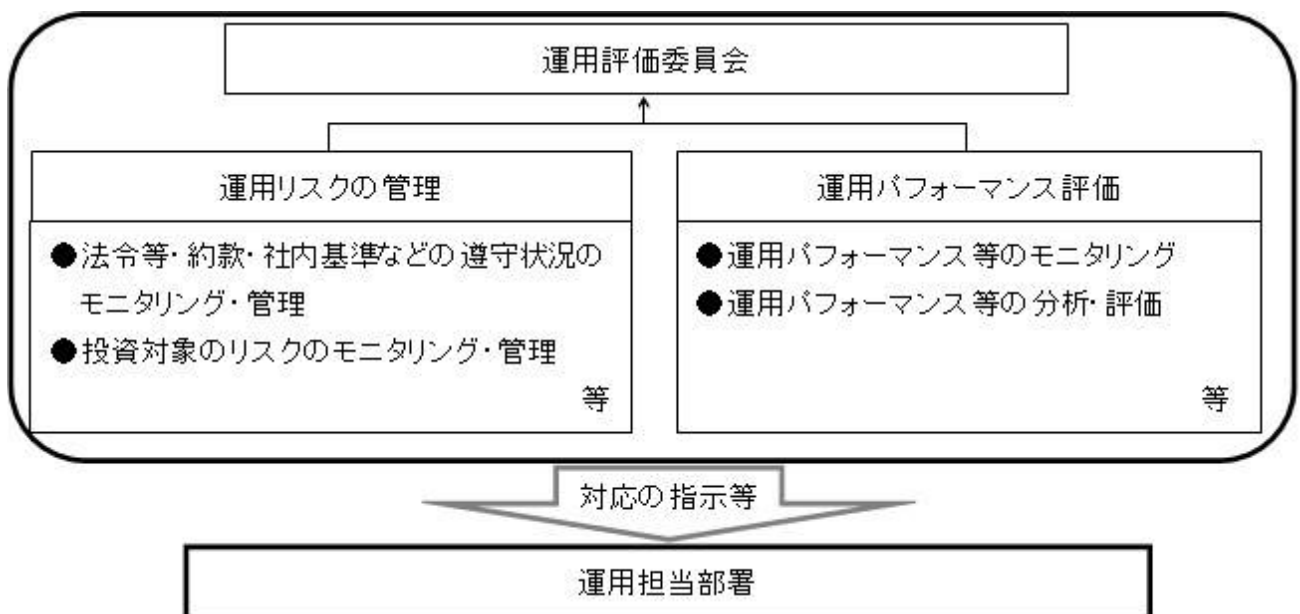 運用評価委員会
運用リスクの管理
●法令等・約款・社内基準などの遵守状況の
モニタリング・管理
●投資対象のリスクのモニタリング・管理
等
運用パフォーマンス評価
●運用パフォーマンス等のモニタリング
●運用パフォーマンス等の分析・評価
等
対応の指示等
運用担当部署